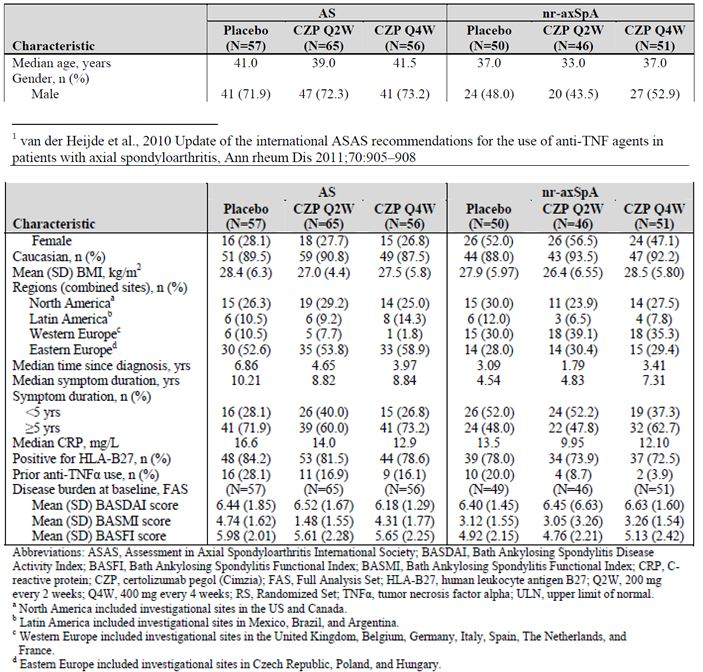 AS nr-axSpA
Placebo CZP Q2W CZP Q4W Placebo CZP Q2W CZP Q4W
Characteristic (N=57) (N=65) (N=56) (N=50) (N=46) (N=51)
Median age, years 41.0 39.0 41.5 37.0 33.0 37.0
Gender, n (%)
Male 41 (71.9) 47 (72.3) 41 (73.2) 24 (48.0) 20 (43.5) 27 (52.9)
1 van der Heijde et al., 2010 Update of the international ASAS recommendations for the use of anti-TNF agents in
patients with axial spondyloarthritis, Ann rheum Dis 2011;70:905–908
AS nr-axSpA
Placebo CZP Q2W CZP Q4W Placebo CZP Q2W CZP Q4W
Characteristic (N=57) (N=65) (N=56) (N=50) (N=46) (N=51)
Female 16 (28.1) 18 (27.7) 15 (26.8) 26 (52.0) 26 (56.5) 24 (47.1)
Caucasian, n (%) 51 (89.5) 59 (90.8) 49 (87.5) 44 (88.0) 43 (93.5) 47 (92.2)
Mean (SD) BMI, kg/m2 28.4 (6.3) 27.0 (4.4) 27.5 (5.8) 27.9 (5.97) 26.4 (6.55) 28.5 (5.80)
Regions (combined sites), n (%)
North Americaa 15 (26.3) 19 (29.2) 14 (25.0) 15 (30.0) 11 (23.9) 14 (27.5)
Latin Americab 6 (10.5) 6 (9.2) 8 (14.3) 6 (12.0) 3 (6.5) 4 (7.8)
Western Europec 6 (10.5) 5 (7.7) 1 (1.8) 15 (30.0) 18 (39.1) 18 (35.3)
Eastern Europed 30 (52.6) 35 (53.8) 33 (58.9) 14 (28.0) 14 (30.4) 15 (29.4)
Median time since diagnosis, yrs 6.86 4.65 3.97 3.09 1.79 3.41
Median symptom duration, yrs 10.21 8.82 8.84 4.54 4.83 7.31
Symptom duration, n (%)
<5 yrs 16 (28.1) 26 (40.0) 15 (26.8) 26 (52.0) 24 (52.2) 19 (37.3)
≥5 yrs 41 (71.9) 39 (60.0) 41 (73.2) 24 (48.0) 22 (47.8) 32 (62.7)
Median CRP, mg/L 16.6 14.0 12.9 13.5 9.95 12.10
Positive for HLA-B27, n (%) 48 (84.2) 53 (81.5) 44 (78.6) 39 (78.0) 34 (73.9) 37 (72.5)
Prior anti-TNFα use, n (%) 16 (28.1) 11 (16.9) 9 (16.1) 10 (20.0) 4 (8.7) 2 (3.9)
Disease burden at baseline, FAS (N=57) (N=65) (N=56) (N=49) (N=46) (N=51)
Mean (SD) BASDAI score 6.44 (1.85) 6.52 (1.67) 6.18 (1.29) 6.40 (1.45) 6.45 (6.63) 6.63 (1.60)
Mean (SD) BASMI score 4.74 (1.62) 1.48 (1.55) 4.31 (1.77) 3.12 (1.55) 3.05 (3.26) 3.26 (1.54)
Mean (SD) BASFI score 5.98 (2.01) 5.61 (2.28) 5.65 (2.25) 4.92 (2.15) 4.76 (2.21) 5.13 (2.42)
Abbreviations: ASAS, Assessment in Axial Spondyloarthritis International Society; BASDAI, Bath Ankylosing Spondylitis Disease
Activity Index; BASFI, Bath Ankylosing Spondylitis Functional Index; BASMI, Bath Ankylosing Spondylitis Functional Index; CRP, C-
reactive protein; CZP, certolizumab pegol (Cimzia); FAS, Full Analysis Set; HLA-B27, human leukocyte antigen B27; Q2W, 200 mg
every 2 weeks; Q4W, 400 mg every 4 weeks; RS, Randomized Set; TNFα, tumor necrosis factor alpha; ULN, upper limit of normal.
a North America included investigational sites in the US and Canada.
b Latin America included investigational sites in Mexico, Brazil, and Argentina.
c Western Europe included investigational sites in the United Kingdom, Belgium, Germany, Italy, Spain, The Netherlands, and
France.
d Eastern Europe included investigational sites in Czech Republic, Poland, and Hungary.